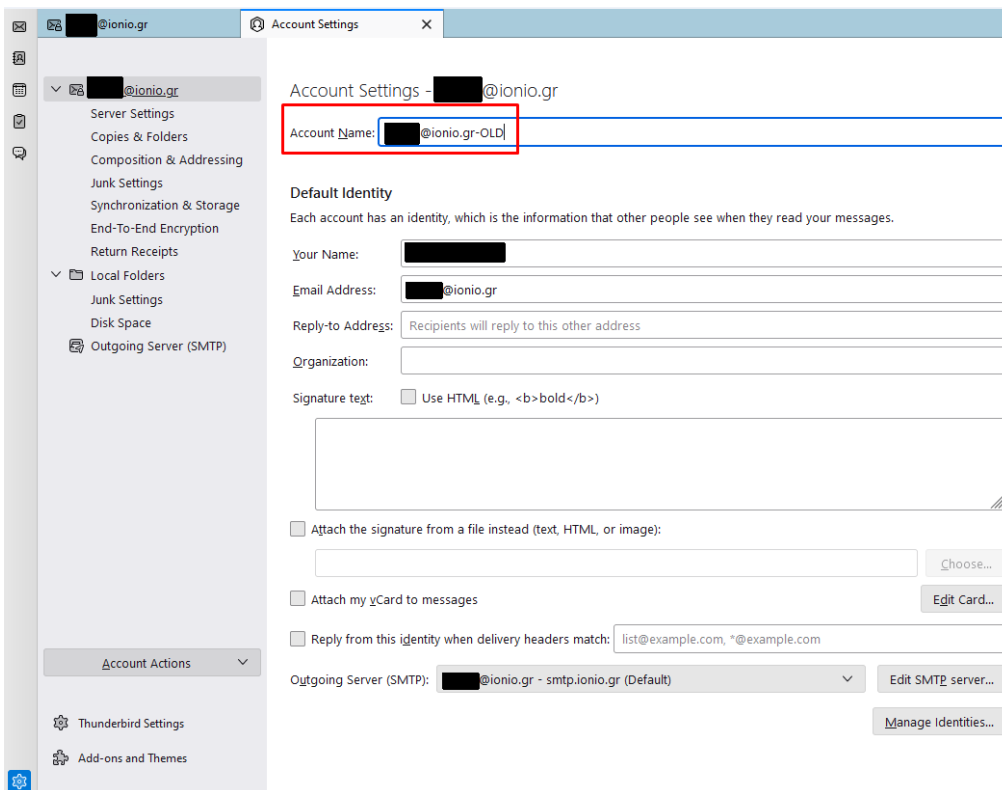 @ionio.gr
Account Settings
@ionio.gr
Server Settings
Copies & Folders
Composition & Addressing
Junk Settings
Synchronization & Storage
End-To-End Encryption
Return Receipts
Local Folders
Junk Settings
Disk Space
Outgoing Server (SMTP)
Account Actions
Thunderbird Settings
Add-ons and Themes
Account Settings - @ionio.gr
Account Name: @ionio.gr-OLD
Default Identity
Each account has an identity, which is the information that other people see when they read your messages.
Your Name:
Email Address: @ionio.gr
Reply-to Address: Recipients will reply to this other address
Organization:
Signature text: Use HTML (e.g., <b>bold</b>)
Attach the signature from a file instead (text, HTML, or image):
Choose...
Attach my vCard to messages
Edit Card...
Reply from this identity when delivery headers match: list@example.com, *@example.com
Outgoing Server (SMTP): @ionio.gr - smtp.ionio.gr (Default)
Edit SMTP server...
Manage Identities...